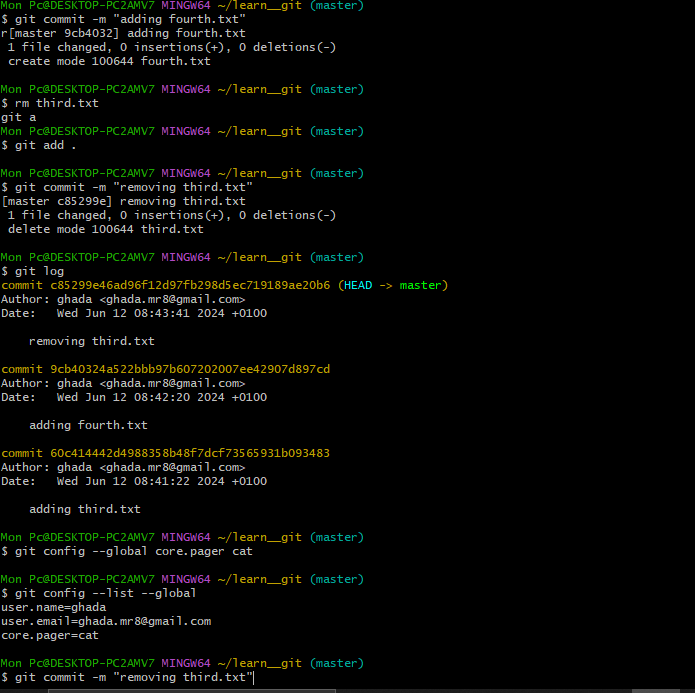 Mon Pc@DESKTOP-PC2AMV7 MINGW64 ~/learn__git (master)
$ git commit -m "adding fourth.txt"
r[master 9cb4032] adding fourth.txt
 1 file changed, 0 insertions(+), 0 deletions(-)
 create mode 100644 fourth.txt

Mon Pc@DESKTOP-PC2AMV7 MINGW64 ~/learn__git (master)
$ rm third.txt
git a
Mon Pc@DESKTOP-PC2AMV7 MINGW64 ~/learn__git (master)
$ git add .

Mon Pc@DESKTOP-PC2AMV7 MINGW64 ~/learn__git (master)
$ git commit -m "removing third.txt"
[master c85299e] removing third.txt
 1 file changed, 0 insertions(+), 0 deletions(-)
 delete mode 100644 third.txt

Mon Pc@DESKTOP-PC2AMV7 MINGW64 ~/learn__git (master)
$ git log
commit c85299e46ad96f12d97fb298d5ec719189ae20b6 (HEAD -> master)
Author: ghada <ghada.mr8@gmail.com>
Date:   Wed Jun 12 08:43:41 2024 +0100

    removing third.txt

commit 9cb40324a522bbb97b607202007ee42907d897cd
Author: ghada <ghada.mr8@gmail.com>
Date:   Wed Jun 12 08:42:20 2024 +0100

    adding fourth.txt

commit 60c414442d4988358b48f7dcf73565931b093483
Author: ghada <ghada.mr8@gmail.com>
Date:   Wed Jun 12 08:41:22 2024 +0100

    adding third.txt

Mon Pc@DESKTOP-PC2AMV7 MINGW64 ~/learn__git (master)
$ git config --global core.pager cat

Mon Pc@DESKTOP-PC2AMV7 MINGW64 ~/learn__git (master)
$ git config --list --global
user.name=ghada
user.email=ghada.mr8@gmail.com
core.pager=cat

Mon Pc@DESKTOP-PC2AMV7 MINGW64 ~/learn__git (master)
$ git commit -m "removing third.txt"